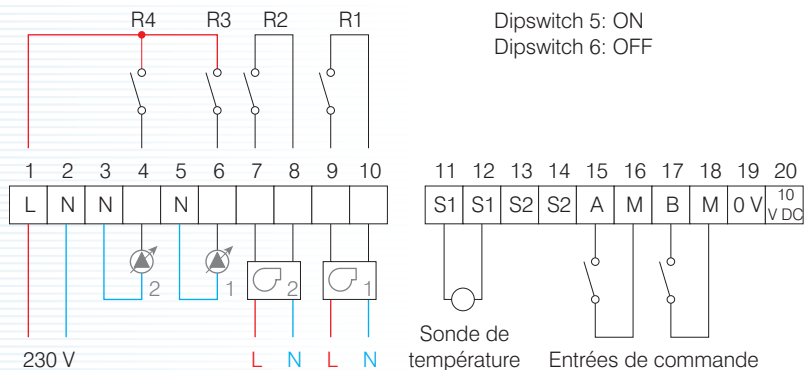 R4 R3 R2 R1
Dipswitch 5: ON
Dipswitch 6: OFF
1 2 3 4 5 6 7 8 9 10
11 12 13 14 15 16 17 18 19 20
L N N N
S1 S1 S2 S2 A M B M 0 V 10 V DC
2 1 2 1
230 V
L N L N
Sonde de
température
Entrées de commande